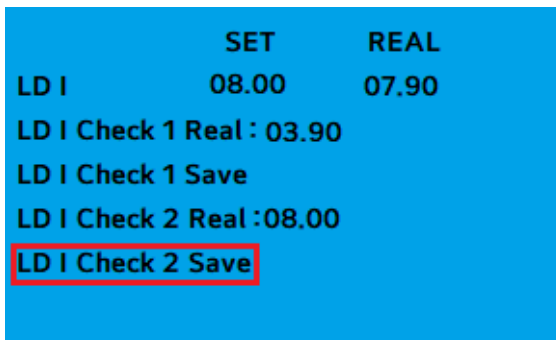 SET REAL
LD I 08.00 07.90
LD I Check 1 Real : 03.90
LD I Check 1 Save
LD I Check 2 Real :08.00
LD I Check 2 Save